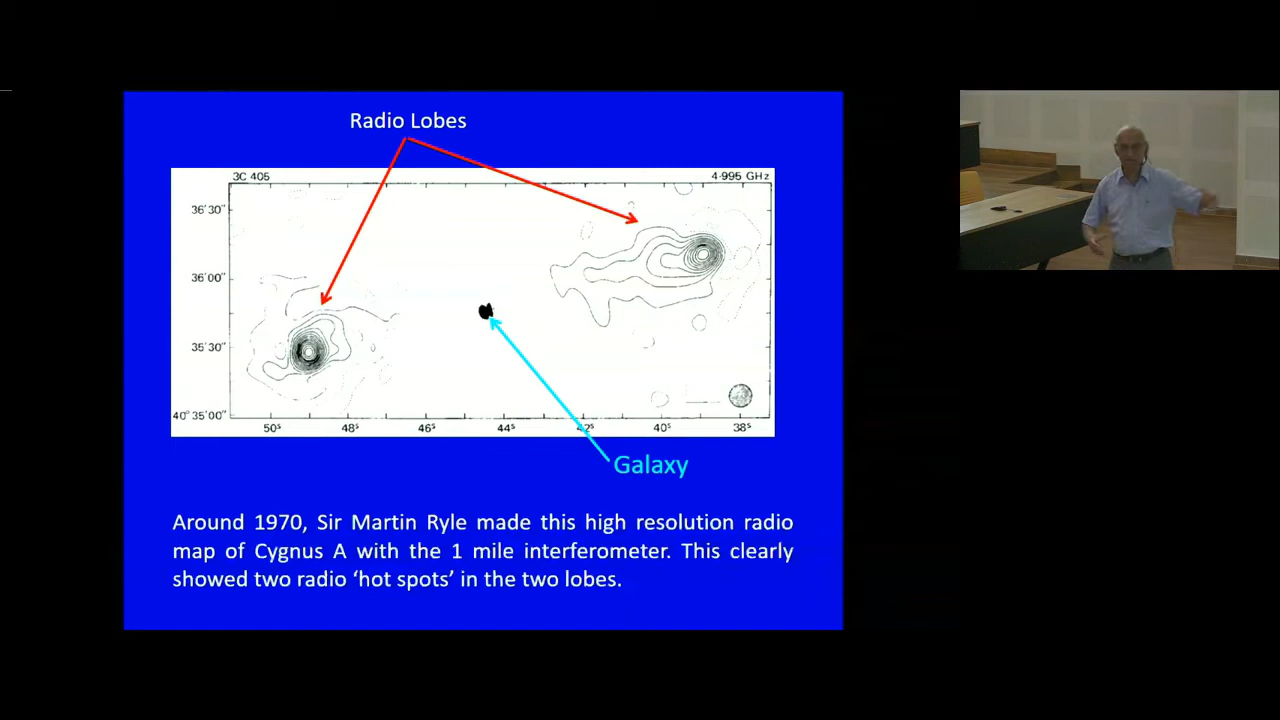 Radio Lobes
3C 405
4·995 GHz
36'30"
36'00"
35'30"
40° 35'00"
50ˢ 48ˢ 46ˢ 44ˢ 42ˢ 40ˢ 38ˢ
Galaxy
Around 1970, Sir Martin Ryle made this high resolution radio
map of Cygnus A with the 1 mile interferometer. This clearly
showed two radio ‘hot spots’ in the two lobes.